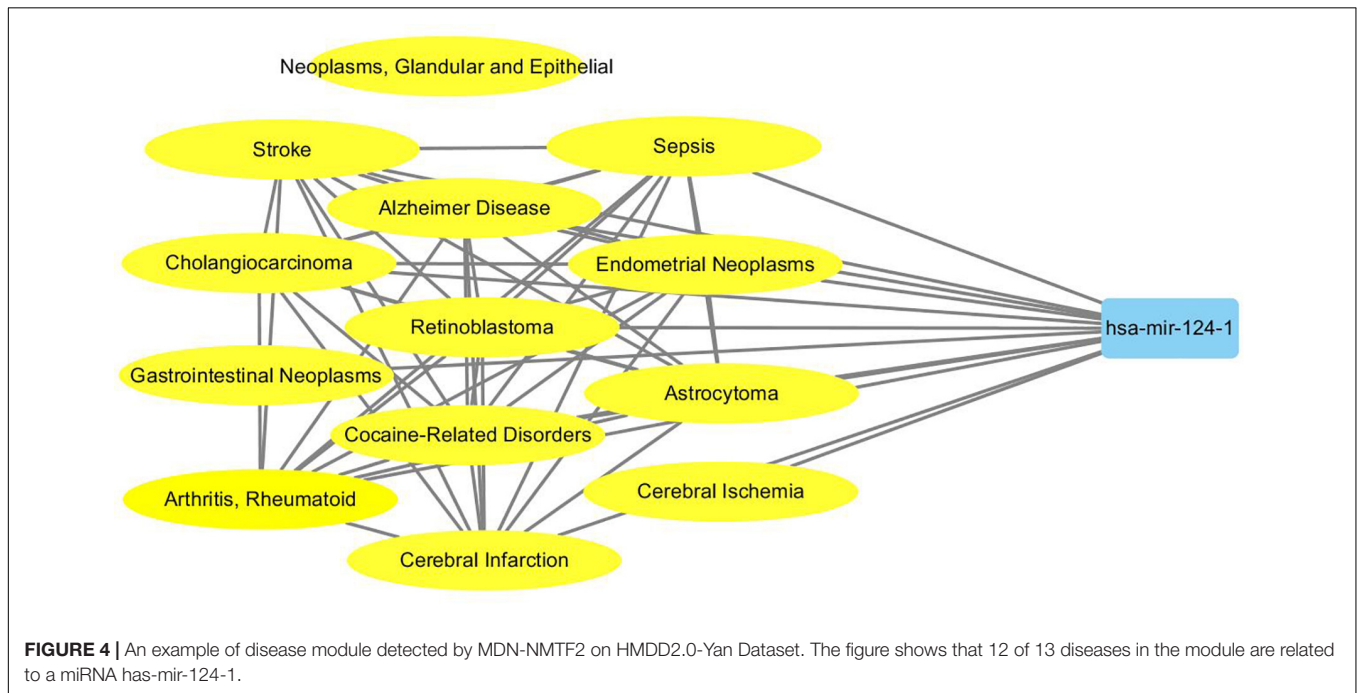 Neoplasms, Glandular and Epithelial
Stroke
Sepsis
Alzheimer Disease
Cholangiocarcinoma
Endometrial Neoplasms
Retinoblastoma
hsa-mir-124-1
Gastrointestinal Neoplasms
Astrocytoma
Cocaine-Related Disorders
Arthritis, Rheumatoid
Cerebral Ischemia
Cerebral Infarction
FIGURE 4 | An example of disease module detected by MDN-NMTF2 on HMDD2.0-Yan Dataset. The figure shows that 12 of 13 diseases in the module are related
to a miRNA has-mir-124-1.